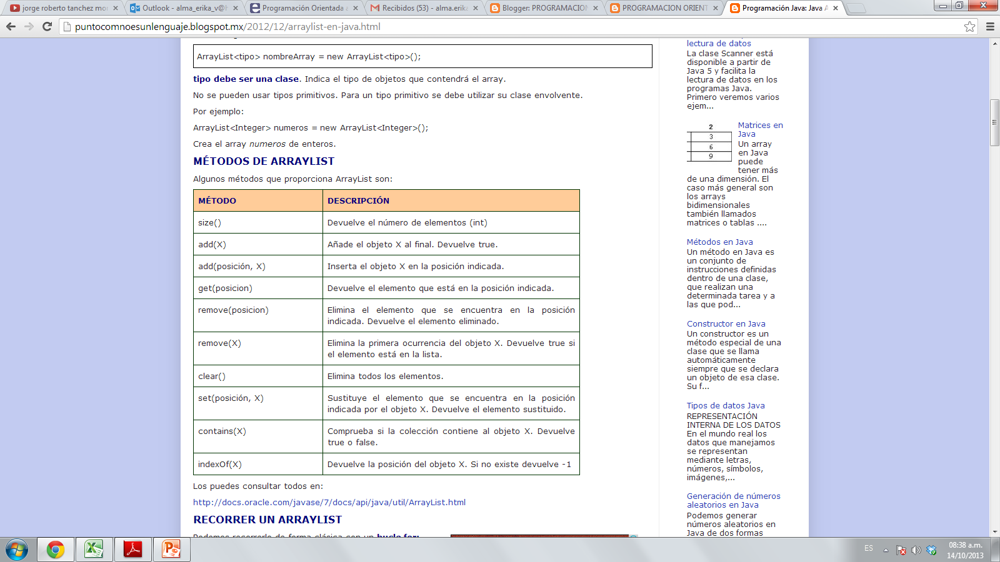 jorge roberto tanchez mor
Outlook - alma_erika_v@h
Programación Orientada a
Recibidos (53) - alma.erika
Blogger: PROGRAMACION
PROGRAMACION ORIENT
Programación Java: Java A
puntocomnoesunlenguaje.blogspot.mx/2012/12/arraylist-en-java.html
ArrayList<tipo> nombreArray = new ArrayList<tipo>();
tipo debe ser una clase. Indica el tipo de objetos que contendrá el array.
No se pueden usar tipos primitivos. Para un tipo primitivo se debe utilizar su clase envolvente.
Por ejemplo:
ArrayList<Integer> numeros = new ArrayList<Integer>();
Crea el array numeros de enteros.
MÉTODOS DE ARRAYLIST
Algunos métodos que proporciona ArrayList son:
MÉTODO DESCRIPCIÓN
size() Devuelve el número de elementos (int)
add(X) Añade el objeto X al final. Devuelve true.
add(posición, X) Inserta el objeto X en la posición indicada.
get(posicion) Devuelve el elemento que está en la posición indicada.
remove(posicion) Elimina el elemento que se encuentra en la posición
indicada. Devuelve el elemento eliminado.
remove(X) Elimina la primera ocurrencia del objeto X. Devuelve true si
el elemento está en la lista.
clear() Elimina todos los elementos.
set(posición, X) Sustituye el elemento que se encuentra en la posición
indicada por el objeto X. Devuelve el elemento sustituido.
contains(X) Comprueba si la colección contiene al objeto X. Devuelve
true o false.
indexOf(X) Devuelve la posición del objeto X. Si no existe devuelve -1
Los puedes consultar todos en:
http://docs.oracle.com/javase/7/docs/api/java/util/ArrayList.html
RECORRER UN ARRAYLIST
Podemos recorrerlo de forma clásica con un bucle for:
lectura de datos
La clase Scanner está
disponible a partir de
Java 5 y facilita la
lectura de datos en los
programas Java.
Primero veremos varios
ejem...
2
3
6
9
Matrices en
Java
Un array
en Java
puede
tener más
de una dimensión. El
caso más general son
los arrays
bidimensionales
también llamados
matrices o tablas ....
Métodos en Java
Un método en Java es
un conjunto de
instrucciones definidas
dentro de una clase,
que realizan una
determinada tarea y a
las que pod...
Constructor en Java
Un constructor es un
método especial de una
clase que se llama
automáticamente
siempre que se declara
un objeto de esa clase.
Su f...
Tipos de datos Java
REPRESENTACIÓN
INTERNA DE LOS DATOS
En el mundo real los
datos que manejamos
se representan
mediante letras,
números, símbolos,
imágenes,...
Generación de números
aleatorios en Java
Podemos generar
números aleatorios en
Java de dos formas
ES
08:38 a.m.
14/10/2013